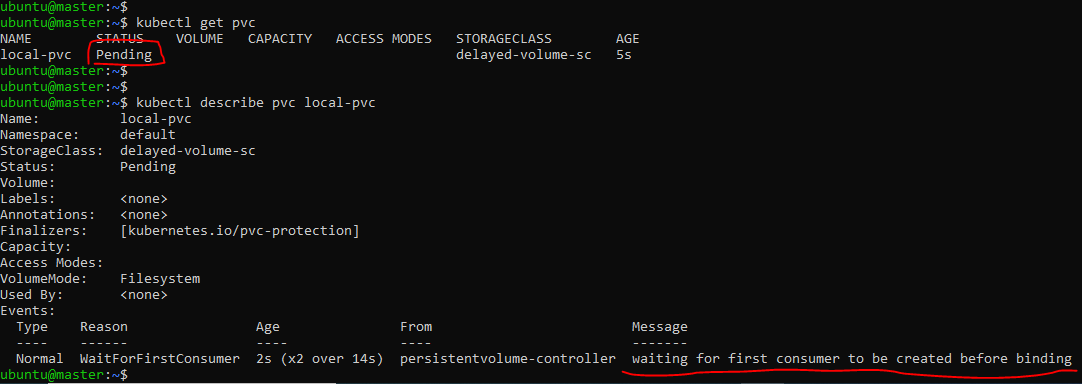 ubuntu@master:~$
ubuntu@master:~$ kubectl get pvc
NAME        STATUS    VOLUME   CAPACITY   ACCESS MODES   STORAGECLASS        AGE
local-pvc   Pending                                      delayed-volume-sc   5s
ubuntu@master:~$
ubuntu@master:~$
ubuntu@master:~$ kubectl describe pvc local-pvc
Name:          local-pvc
Namespace:     default
StorageClass:  delayed-volume-sc
Status:        Pending
Volume:
Labels:        <none>
Annotations:   <none>
Finalizers:    [kubernetes.io/pvc-protection]
Capacity:
Access Modes:
VolumeMode:    Filesystem
Used By:       <none>
Events:
  Type    Reason                Age                From                         Message
  ----    ------                ----               ----                         -------
  Normal  WaitForFirstConsumer  2s (x2 over 14s)  persistentvolume-controller  waiting for first consumer to be created before binding
ubuntu@master:~$